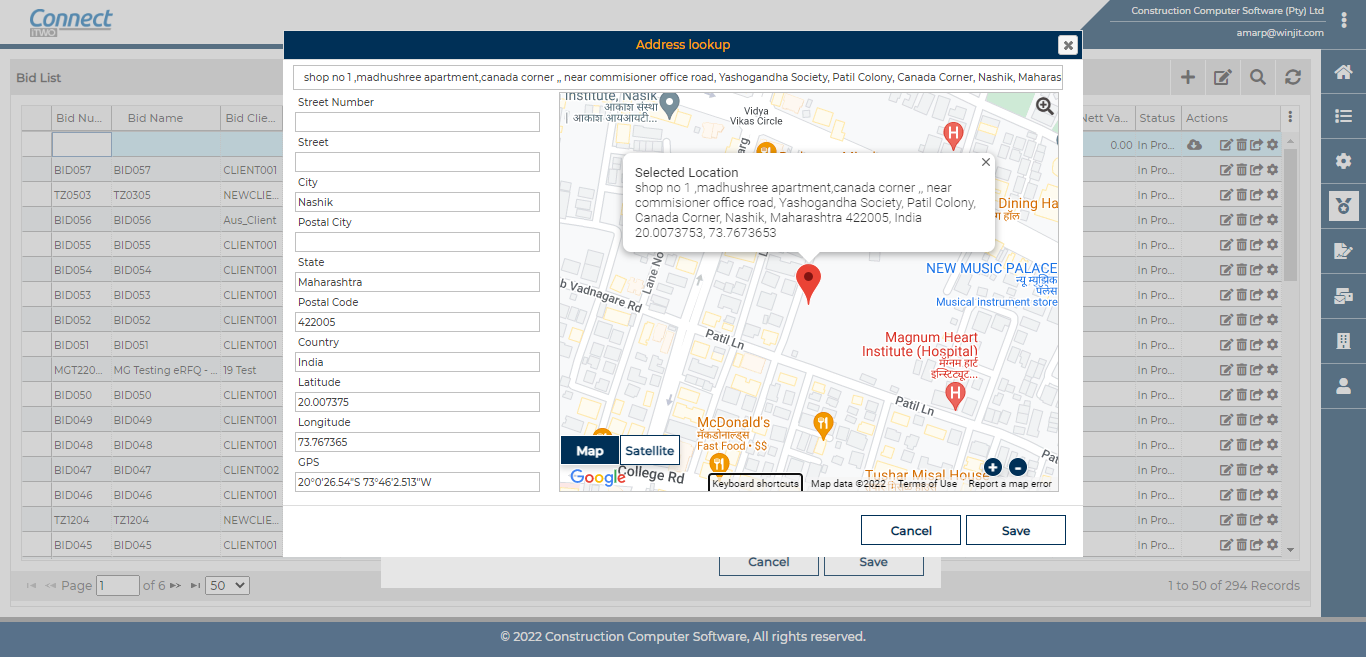 Connect
iTWO
Construction Computer Software (Pty) Ltd
amarp@winjit.com
Address lookup
Bid List
shop no 1 ,madhushree apartment,canada corner ,, near commisioner office road, Yashogandha Society, Patil Colony, Canada Corner, Nashik, Maharas
Street Number
Street
City
Nashik
Postal City
State
Maharashtra
Postal Code
422005
Country
India
Latitude
20.007375
Longitude
73.767365
GPS
20°0'26.54"S 73°46'2.513"W
Institute, Nasik
आकाश संस्था
| आकाश आयआयटी...
Vidya
Vikas Circle
Selected Location
shop no 1 ,madhushree apartment,canada corner ,, near
commisioner office road, Yashogandha Society, Patil Colony,
Canada Corner, Nashik, Maharashtra 422005, India
20.0073753, 73.7673653
Dining Ha
ग हॉल
Lane No
b Vadnagare Rd
NEW MUSIC PALACE
न्यू म्युझिक
पॅलेस
Musical instrument store
Patil Ln
Magnum Heart
Institute (Hospital)
मॅग्नम हार्ट
इन्स्टिट्यूट...
Patil Ln
McDonald's
मॅकडोनाल्ड्स
Fast Food • $$
Map
Satellite
Tushar Misal House
Google
College Rd
Keyboard shortcuts
Map data ©2022
Terms of Use
Report a map error
Cancel
Save
Cancel
Save
Bid Nu... Bid Name Bid Clie... Nett Va... Status Actions
0.00 In Pro...
BID057 BID057 CLIENT001 In Pro...
TZ0503 TZ0305 NEWCLIE... In Pro...
BID056 BID056 Aus_Client In Pro...
BID055 BID055 CLIENT001 In Pro...
BID054 BID054 CLIENT001 In Pro...
BID053 BID053 CLIENT001 In Pro...
BID052 BID052 CLIENT001 In Pro...
BID051 BID051 CLIENT001 In Pro...
MGT220... MG Testing eRFQ - ... 19 Test In Pro...
BID050 BID050 CLIENT001 In Pro...
BID049 BID049 CLIENT001 In Pro...
BID048 BID048 CLIENT001 In Pro...
BID047 BID047 CLIENT002 In Pro...
BID046 BID046 CLIENT001 In Pro...
TZ1204 TZ1204 NEWCLIE... In Pro...
BID045 BID045 CLIENT001 In Pro...
Page 1 of 6 50
1 to 50 of 294 Records
© 2022 Construction Computer Software, All rights reserved.